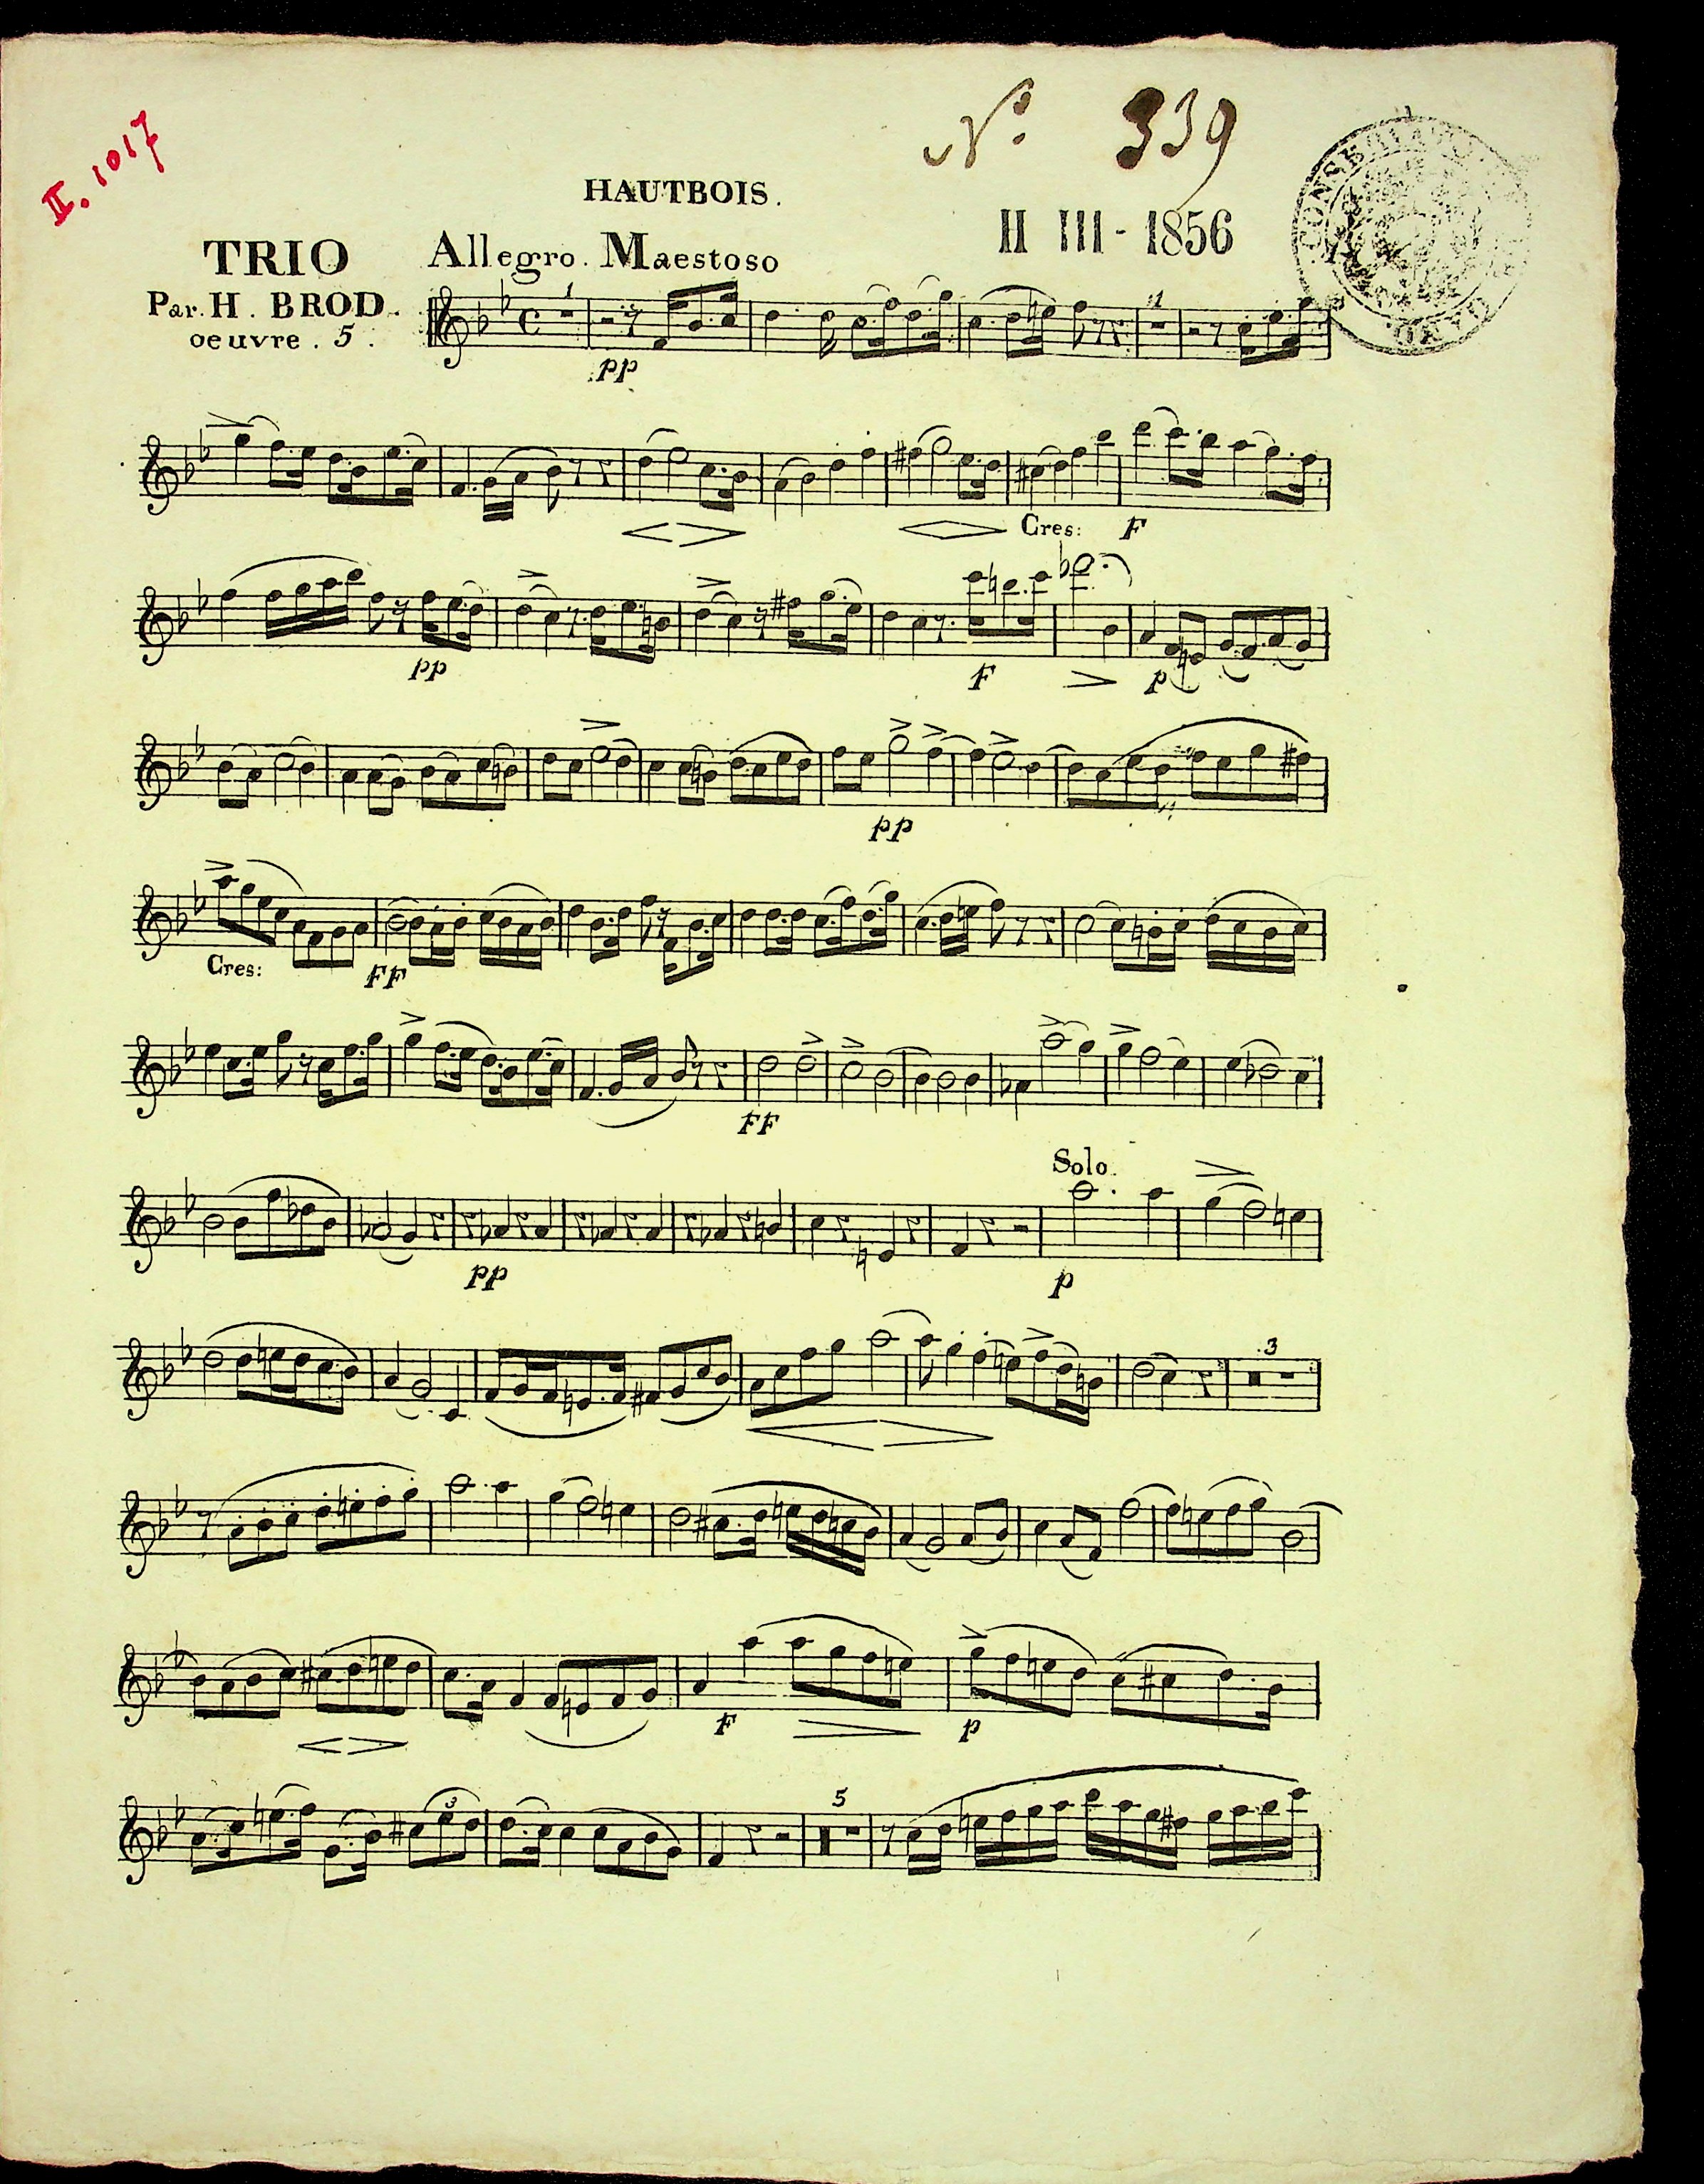 II. 1017
Nº 339
HAUTBOIS.
II III - 1856
TRIO
Allegro. Maestoso
Par. H. BROD.
oeuvre. 5.
1
1
pp
Cres: F
pp F p
pp
Cres: FF
FF
Solo.
pp p
3
F p
3 5